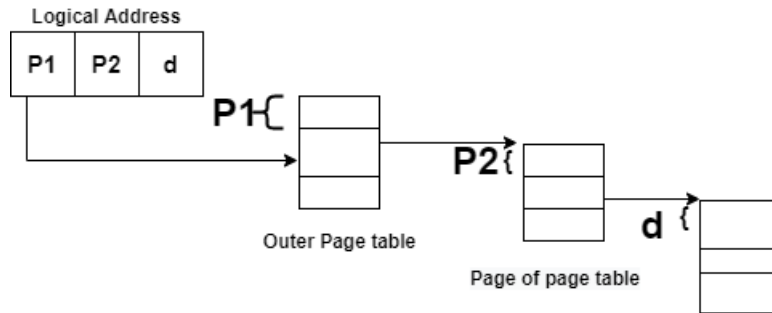 Logical Address
P1 P2 d
P1
P2
d
Outer Page table
Page of page table